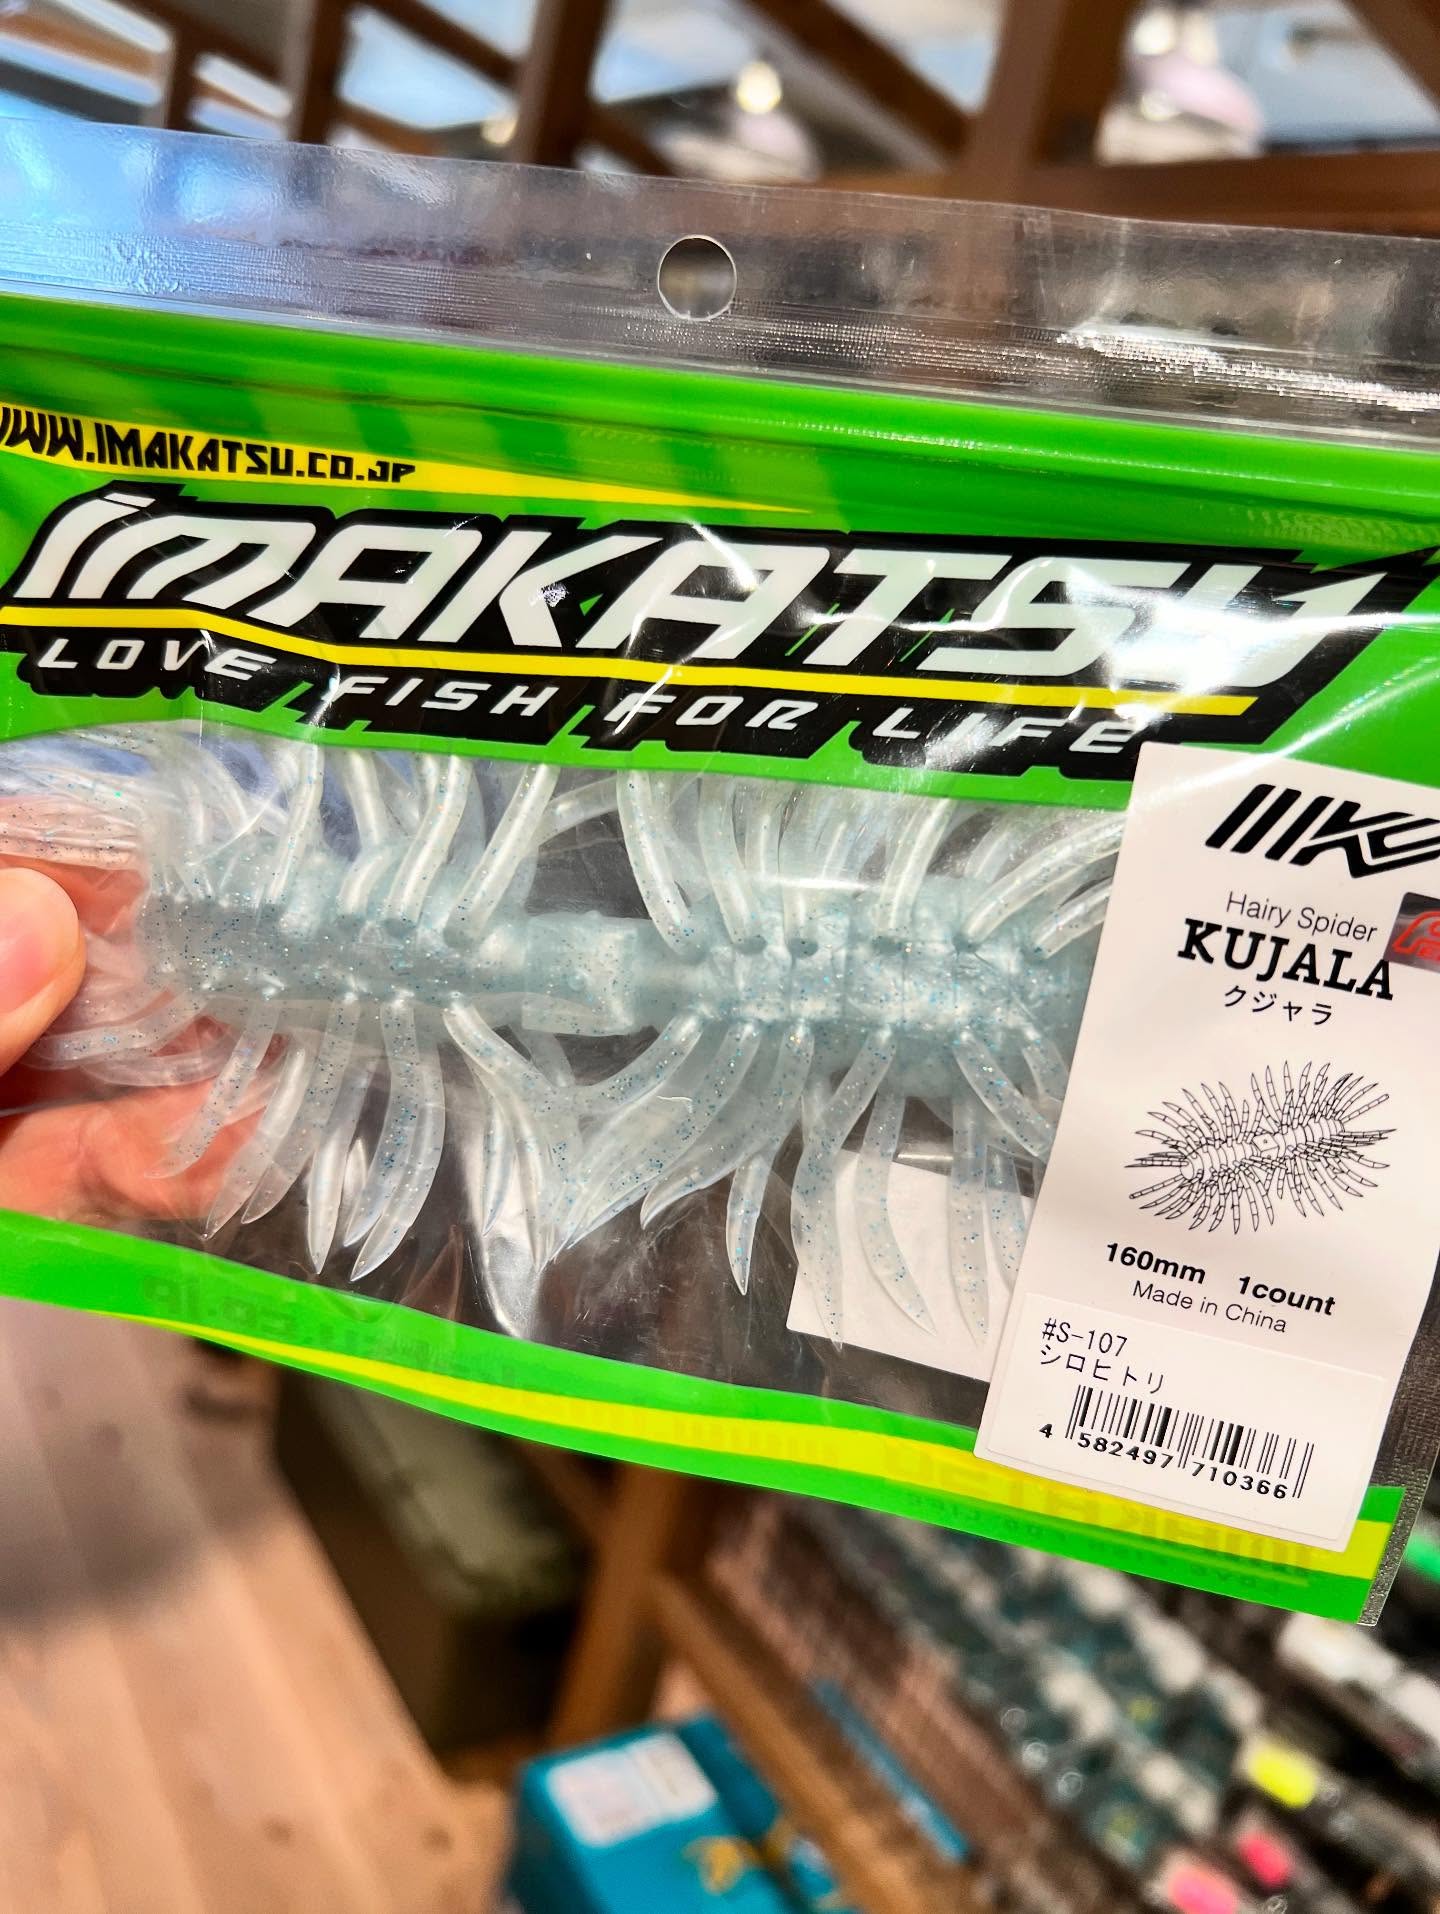 WWW.IMAKATSU.CO.JP
IMAKATSU
LOVE FISH FOR LIFE
Hairy Spider
KUJALA
クジャラ
160mm 1count
Made in China
#S-107
シロヒトリ
4 582497 710366